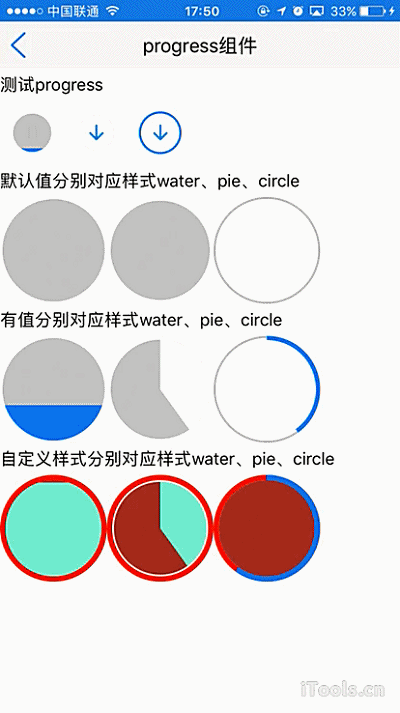 中国联通 17:50 33%
progress组件
测试progress
默认值分别对应样式water、pie、circle
有值分别对应样式water、pie、circle
自定义样式分别对应样式water、pie、circle
iTools.cn